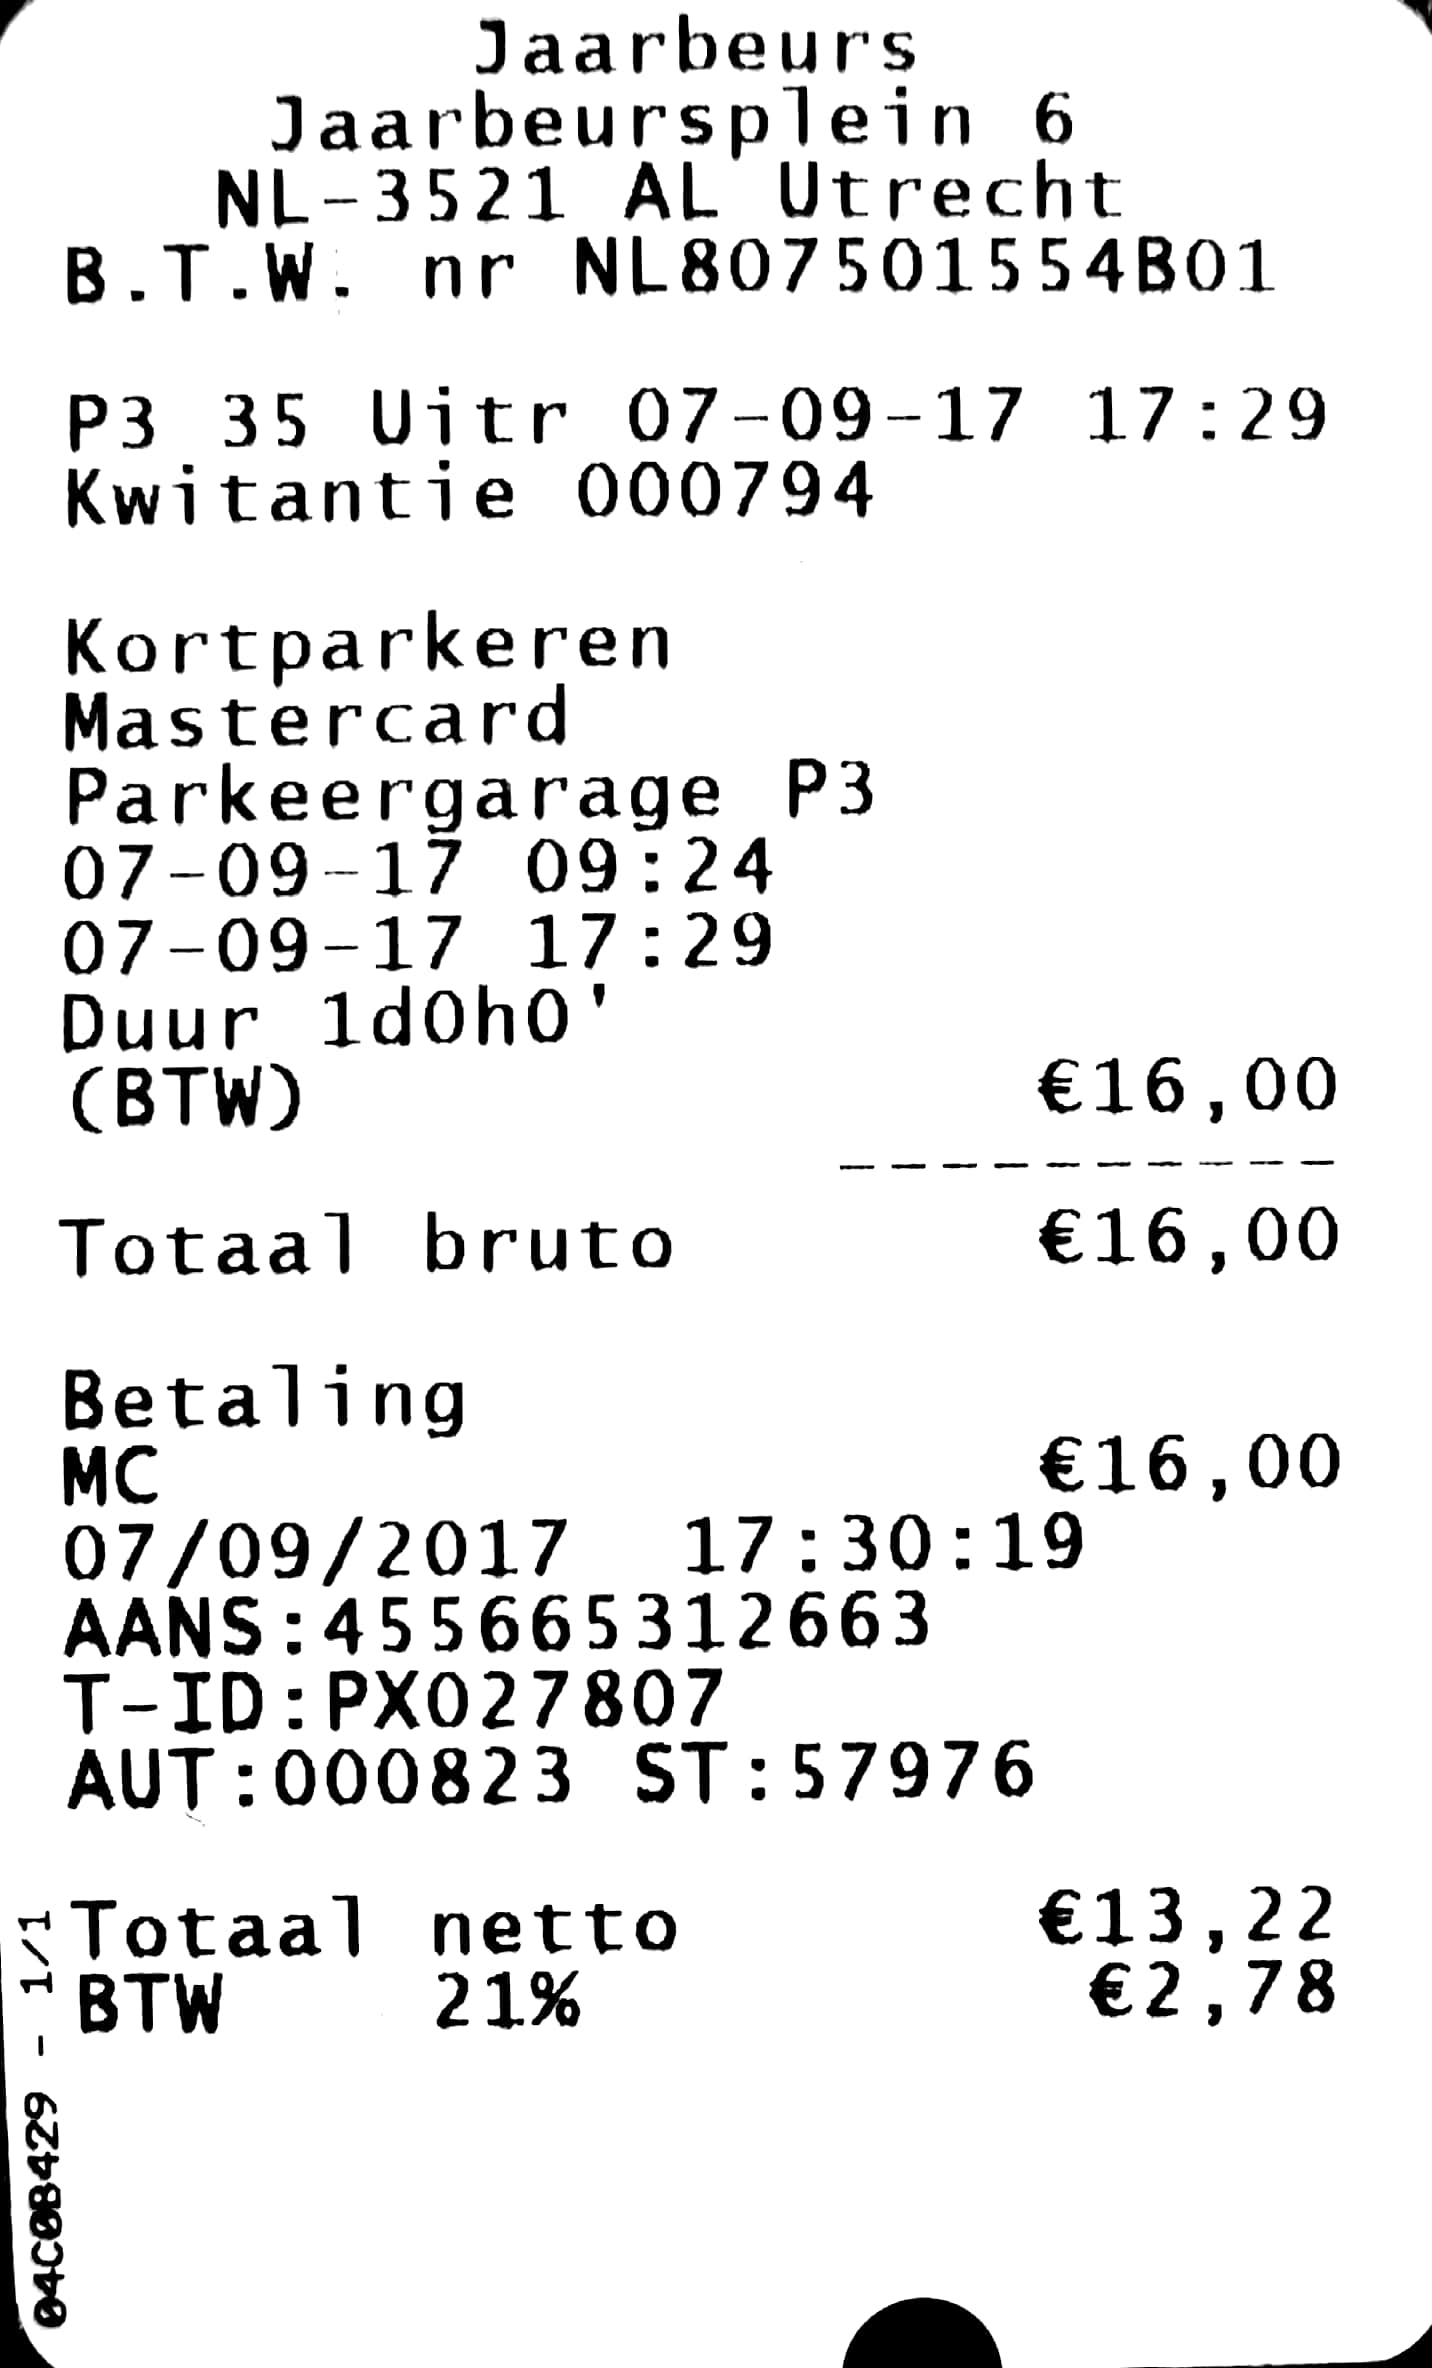 Jaarbeurs
Jaarbeursplein 6
NL-3521 AL Utrecht
B.T.W. nr NL807501554B01
P3 35 Uitr 07-09-17 17:29
Kwitantie 000794
Kortparkeren
Mastercard
Parkeergarage P3
07-09-17 09:24
07-09-17 17:29
Duur 1d0h0'
(BTW) €16,00
----------
Totaal bruto €16,00
Betaling
MC €16,00
07/09/2017 17:30:19
AANS:455665312663
T-ID:PX027807
AUT:000823 ST:57976
Totaal netto €13,22
BTW 21% €2,78
04C0B429 - 1/1